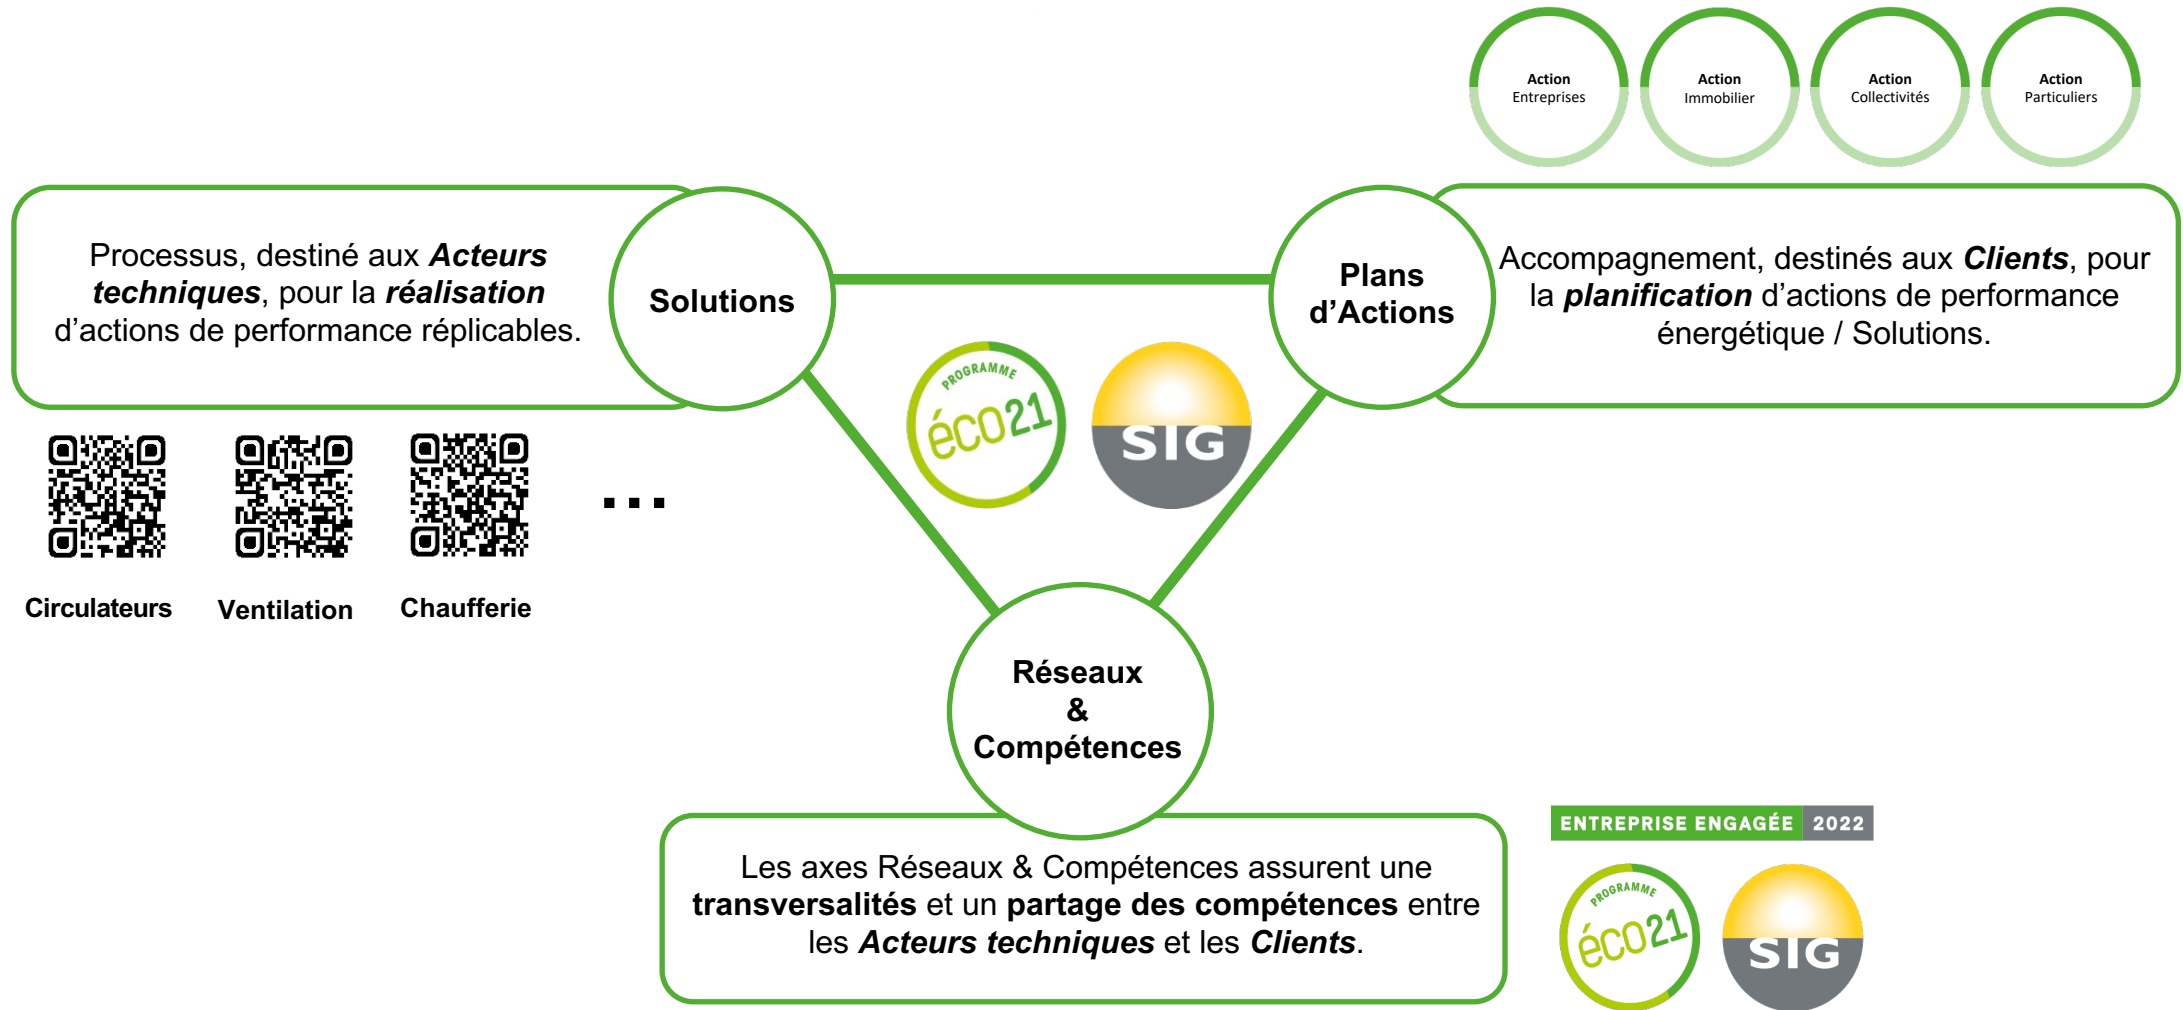 Action
Entreprises
Action
Immobilier
Action
Collectivités
Action
Particuliers
Processus, destiné aux Acteurs
techniques, pour la réalisation
d’actions de performance réplicables.
Solutions
Plans
d’Actions
Accompagnement, destinés aux Clients, pour
la planification d’actions de performance
énergétique / Solutions.
PROGRAMME
éco21
SIG
...
Circulateurs
Ventilation
Chaufferie
Réseaux
&
Compétences
Les axes Réseaux & Compétences assurent une
transversalités et un partage des compétences entre
les Acteurs techniques et les Clients.
ENTREPRISE ENGAGÉE 2022
PROGRAMME
éco21
SIG